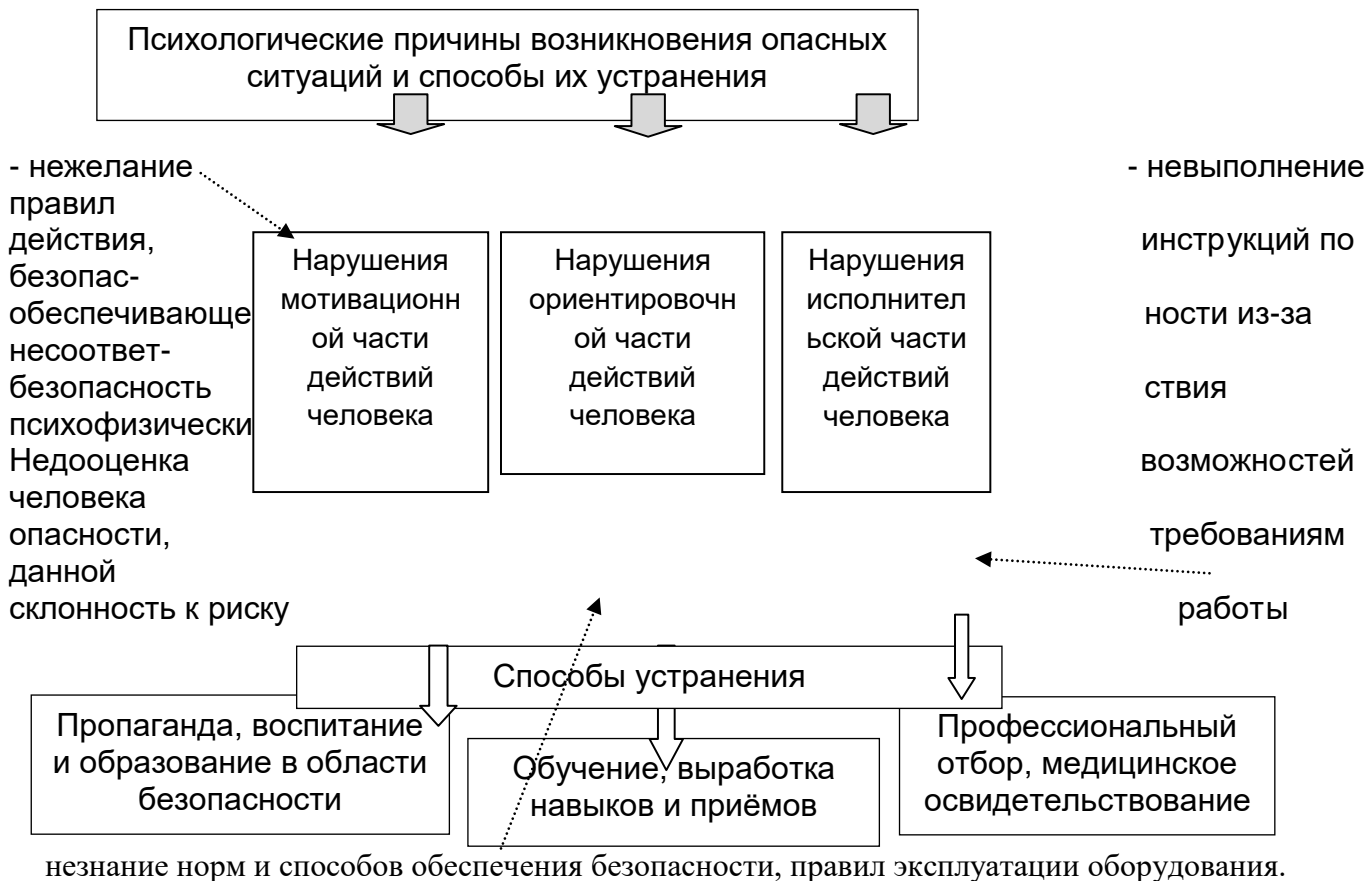 Психологические причины возникновения опасных
ситуаций и способы их устранения
- нежелание
правил
действия,
безопас-
обеспечивающе
несоответ-
безопасность
психофизически
Недооценка
человека
опасности,
данной
склонность к риску
Нарушения
мотивационн
ой части
действий
человека
Нарушения
ориентировочн
ой части
действий
человека
Нарушения
исполнител
ьской части
действий
человека
- невыполнение
инструкций по
ности из-за
ствия
возможностей
требованиям
работы
Способы устранения
Пропаганда, воспитание
и образование в области
безопасности
Обучение, выработка
навыков и приёмов
Профессиональный
отбор, медицинское
освидетельствование
незнание норм и способов обеспечения безопасности, правил эксплуатации оборудования.